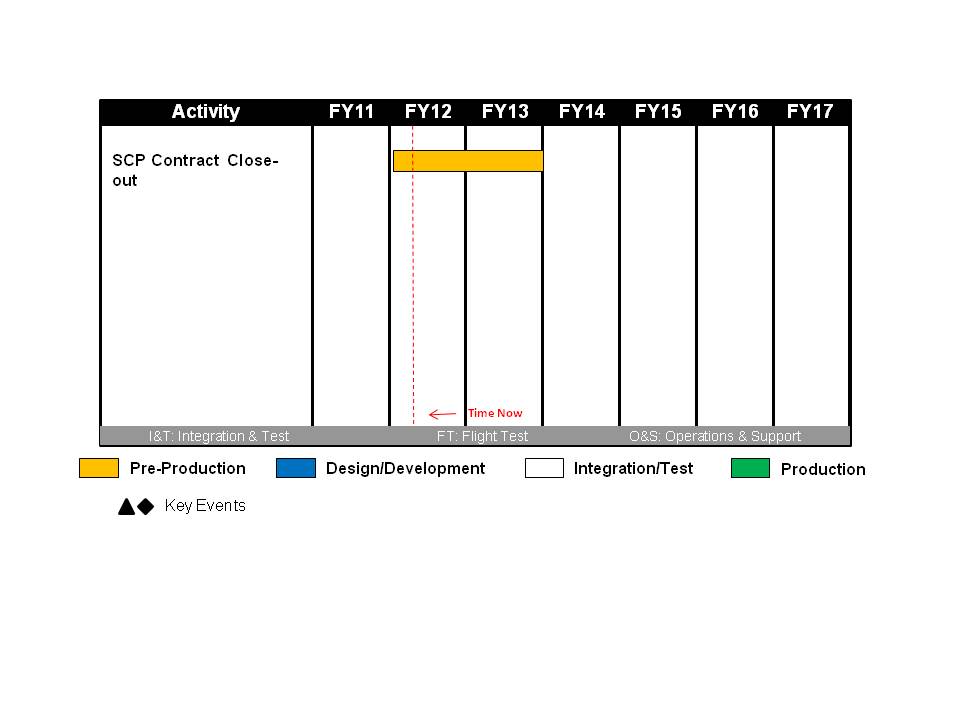 Activity FY11 FY12 FY13 FY14 FY15 FY16 FY17
SCP Contract Close-
out
Time Now
I&T: Integration & Test FT: Flight Test O&S: Operations & Support
Pre-Production Design/Development Integration/Test Production
Key Events